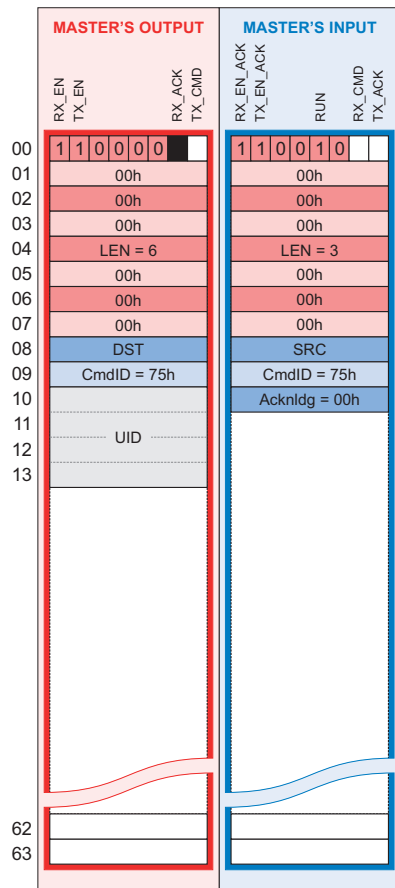 MASTER'S OUTPUT MASTER'S INPUT
RX_EN TX_EN RX_ACK TX_CMD RX_EN_ACK TX_EN_ACK RUN RX_CMD TX_ACK
00 1 1 0 0 0 0 1 1 0 0 1 0
01 00h 00h
02 00h 00h
03 00h 00h
04 LEN = 6 LEN = 3
05 00h 00h
06 00h 00h
07 00h 00h
08 DST SRC
09 CmdID = 75h CmdID = 75h
10 Acknldg = 00h
11
UID
12
13
62
63